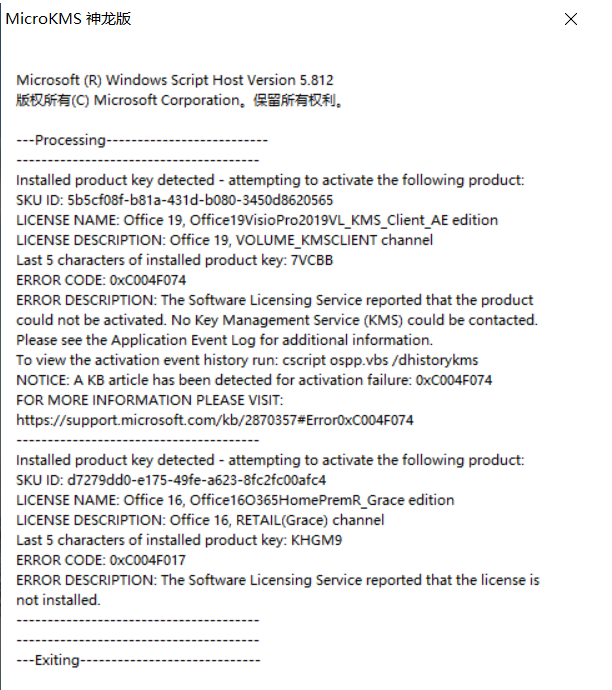 MicroKMS 神龙版
Microsoft (R) Windows Script Host Version 5.812
版权所有(C) Microsoft Corporation。保留所有权利。
---Processing--------------------------
---------------------------------------
Installed product key detected - attempting to activate the following product:
SKU ID: 5b5cf08f-b81a-431d-b080-3450d8620565
LICENSE NAME: Office 19, Office19VisioPro2019VL_KMS_Client_AE edition
LICENSE DESCRIPTION: Office 19, VOLUME_KMSCLIENT channel
Last 5 characters of installed product key: 7VCBB
ERROR CODE: 0xC004F074
ERROR DESCRIPTION: The Software Licensing Service reported that the product
could not be activated. No Key Management Service (KMS) could be contacted.
Please see the Application Event Log for additional information.
To view the activation event history run: cscript ospp.vbs /dhistorykms
NOTICE: A KB article has been detected for activation failure: 0xC004F074
FOR MORE INFORMATION PLEASE VISIT:
https://support.microsoft.com/kb/2870357#Error0xC004F074
---------------------------------------
Installed product key detected - attempting to activate the following product:
SKU ID: d7279dd0-e175-49fe-a623-8fc2fc00afc4
LICENSE NAME: Office 16, Office16O365HomePremR_Grace edition
LICENSE DESCRIPTION: Office 16, RETAIL(Grace) channel
Last 5 characters of installed product key: KHGM9
ERROR CODE: 0xC004F017
ERROR DESCRIPTION: The Software Licensing Service reported that the license is
not installed.
---------------------------------------
---------------------------------------
---Exiting-----------------------------